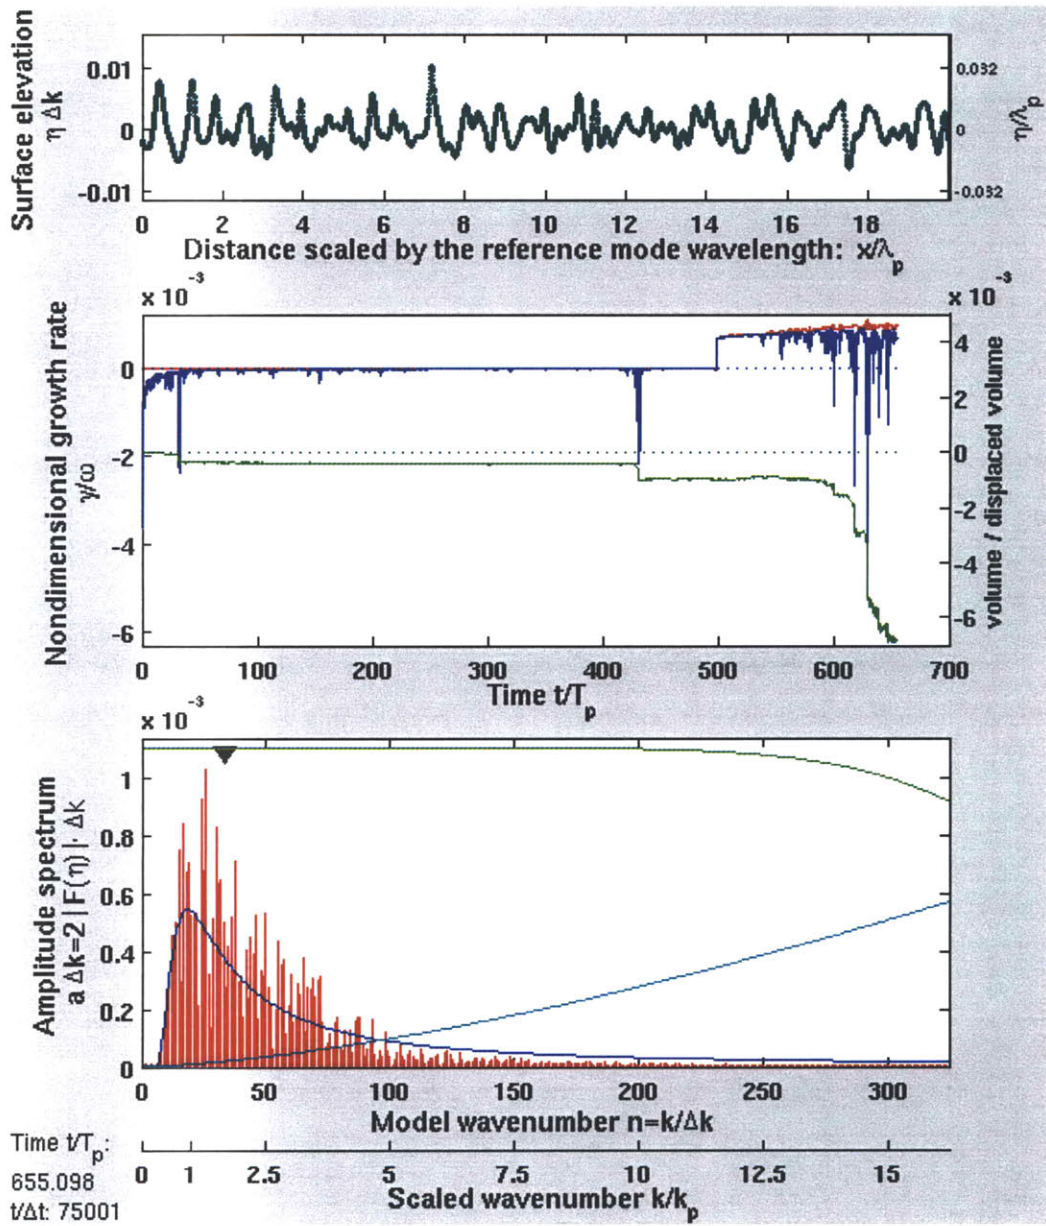 Surface elevation
η Δk
0.01
0
-0.01
0.032
0
-0.032
η/λp
0 2 4 6 8 10 12 14 16 18
Distance scaled by the reference mode wavelength: x/λp
x 10⁻³
x 10⁻³
Nondimensional growth rate
γ/ω
0
-2
-4
-6
4
2
0
-2
-4
-6
volume / displaced volume
0 100 200 300 400 500 600 700
Time t/Tp
x 10⁻³
Amplitude spectrum
a Δk=2 | F(η) |· Δk
1
0.8
0.6
0.4
0.2
0
0 50 100 150 200 250 300
Model wavenumber n=k/Δk
Time t/Tp:
655.098
t/Δt: 75001
0 1 2.5 5 7.5 10 12.5 15
Scaled wavenumber k/kp